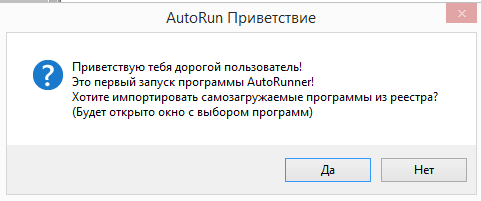 AutoRun Приветствие
Приветствую тебя дорогой пользователь!
Это первый запуск программы AutoRunner!
Хотите импортировать самозагружаемые программы из реестра?
(Будет открыто окно с выбором программ)
Да
Нет